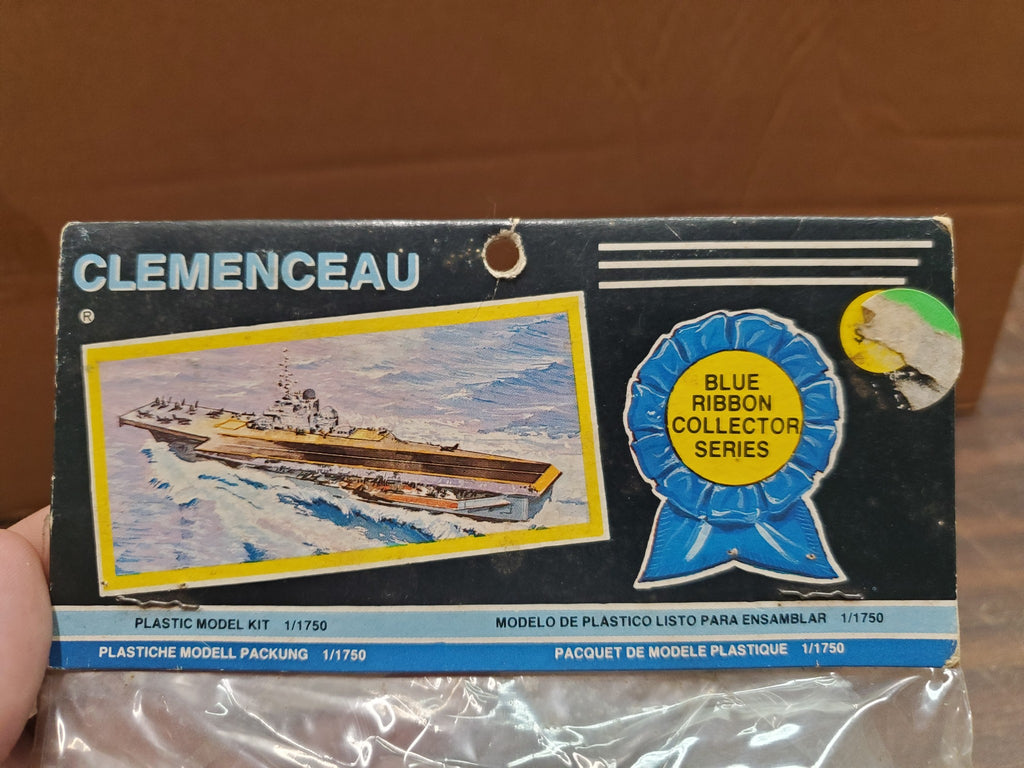 CLEMENCEAU
®
BLUE
RIBBON
COLLECTOR
SERIES
PLASTIC MODEL KIT 1/1750
MODELO DE PLASTICO LISTO PARA ENSAMBLAR 1/1750
PLASTICHE MODELL PACKUNG 1/1750
PACQUET DE MODELE PLASTIQUE 1/1750